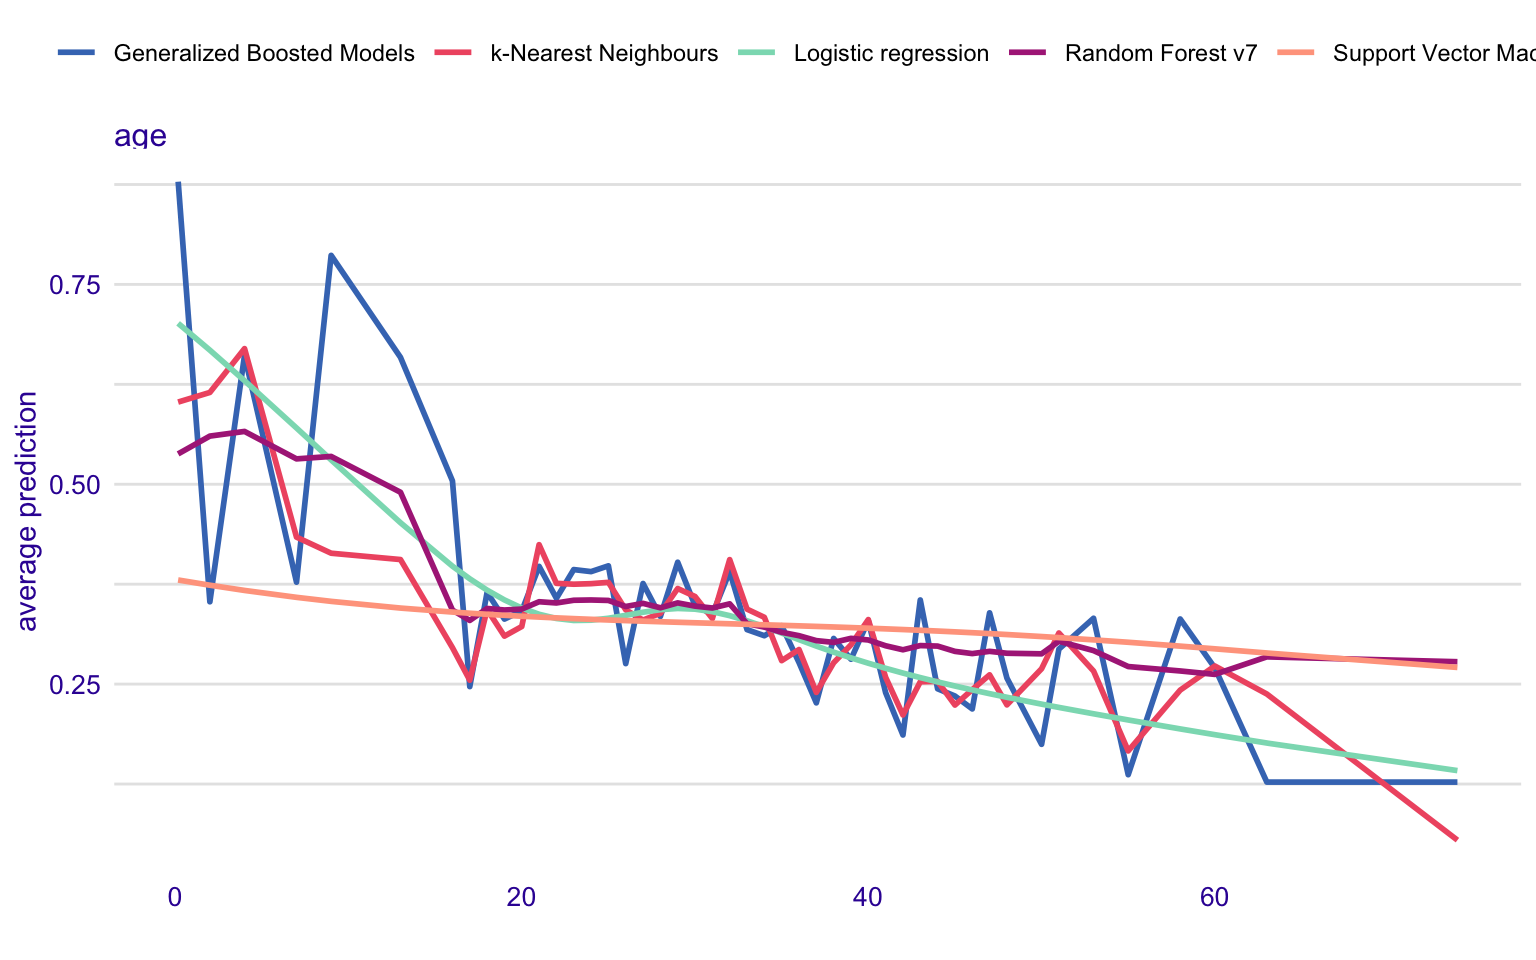 Generalized Boosted Models k-Nearest Neighbours Logistic regression Random Forest v7 Support Vector Mac
age
average prediction
0.75
0.50
0.25
0 20 40 60